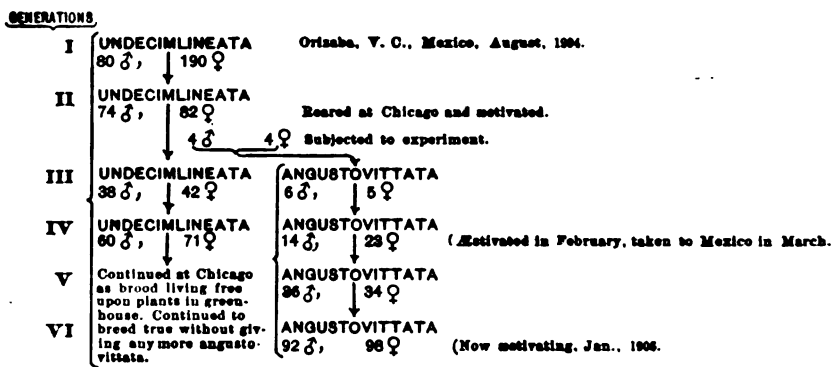 GENERATIONS
I UNDECIMLINEATA Orizaba, V. C., Mexico, August, 1904.
80 ♂, 190 ♀
II UNDECIMLINEATA
74 ♂, 82 ♀ Reared at Chicago and æstivated.
4 ♂ 4 ♀ Subjected to experiment.
III UNDECIMLINEATA ANGUSTOVITTATA
38 ♂, 42 ♀ 6 ♂, 5 ♀
IV UNDECIMLINEATA ANGUSTOVITTATA
60 ♂, 71 ♀ 14 ♂, 23 ♀ (Æstivated in February, taken to Mexico in March.
V Continued at Chicago ANGUSTOVITTATA
as brood living free 36 ♂, 34 ♀
upon plants in green-
house. Continued to
VI breed true without giv- ANGUSTOVITTATA
ing any more angusto- 92 ♂, 98 ♀ (Now æstivating, Jan., 1905.
vittata.